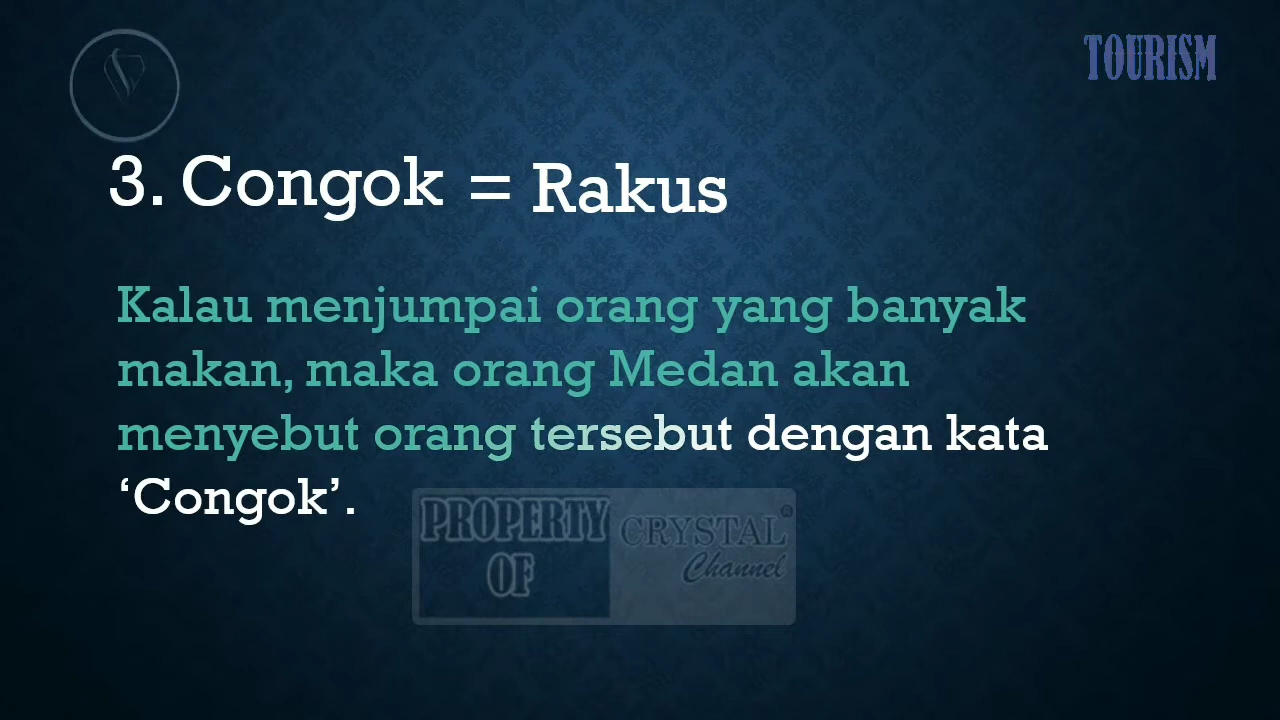 TOURISM
3. Congok = Rakus
Kalau menjumpai orang yang banyak
makan, maka orang Medan akan
menyebut orang tersebut dengan kata
‘Congok’.
PROPERTY
OF
CRYSTAL®
Channel